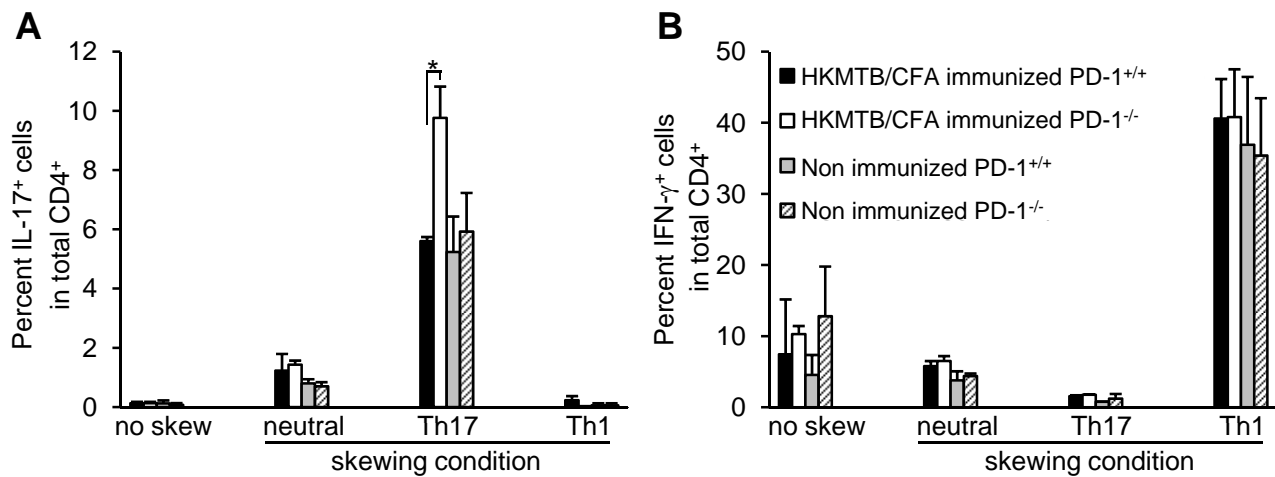 A
Percent IL-17⁺ cells
in total CD4⁺
12
10
8
6
4
2
0
*
no skew neutral Th17 Th1
skewing condition
B
Percent IFN-γ⁺ cells
in total CD4⁺
50
40
30
20
10
0
HKMTB/CFA immunized PD-1⁺/⁺
HKMTB/CFA immunized PD-1⁻/⁻
Non immunized PD-1⁺/⁺
Non immunized PD-1⁻/⁻
no skew neutral Th17 Th1
skewing condition